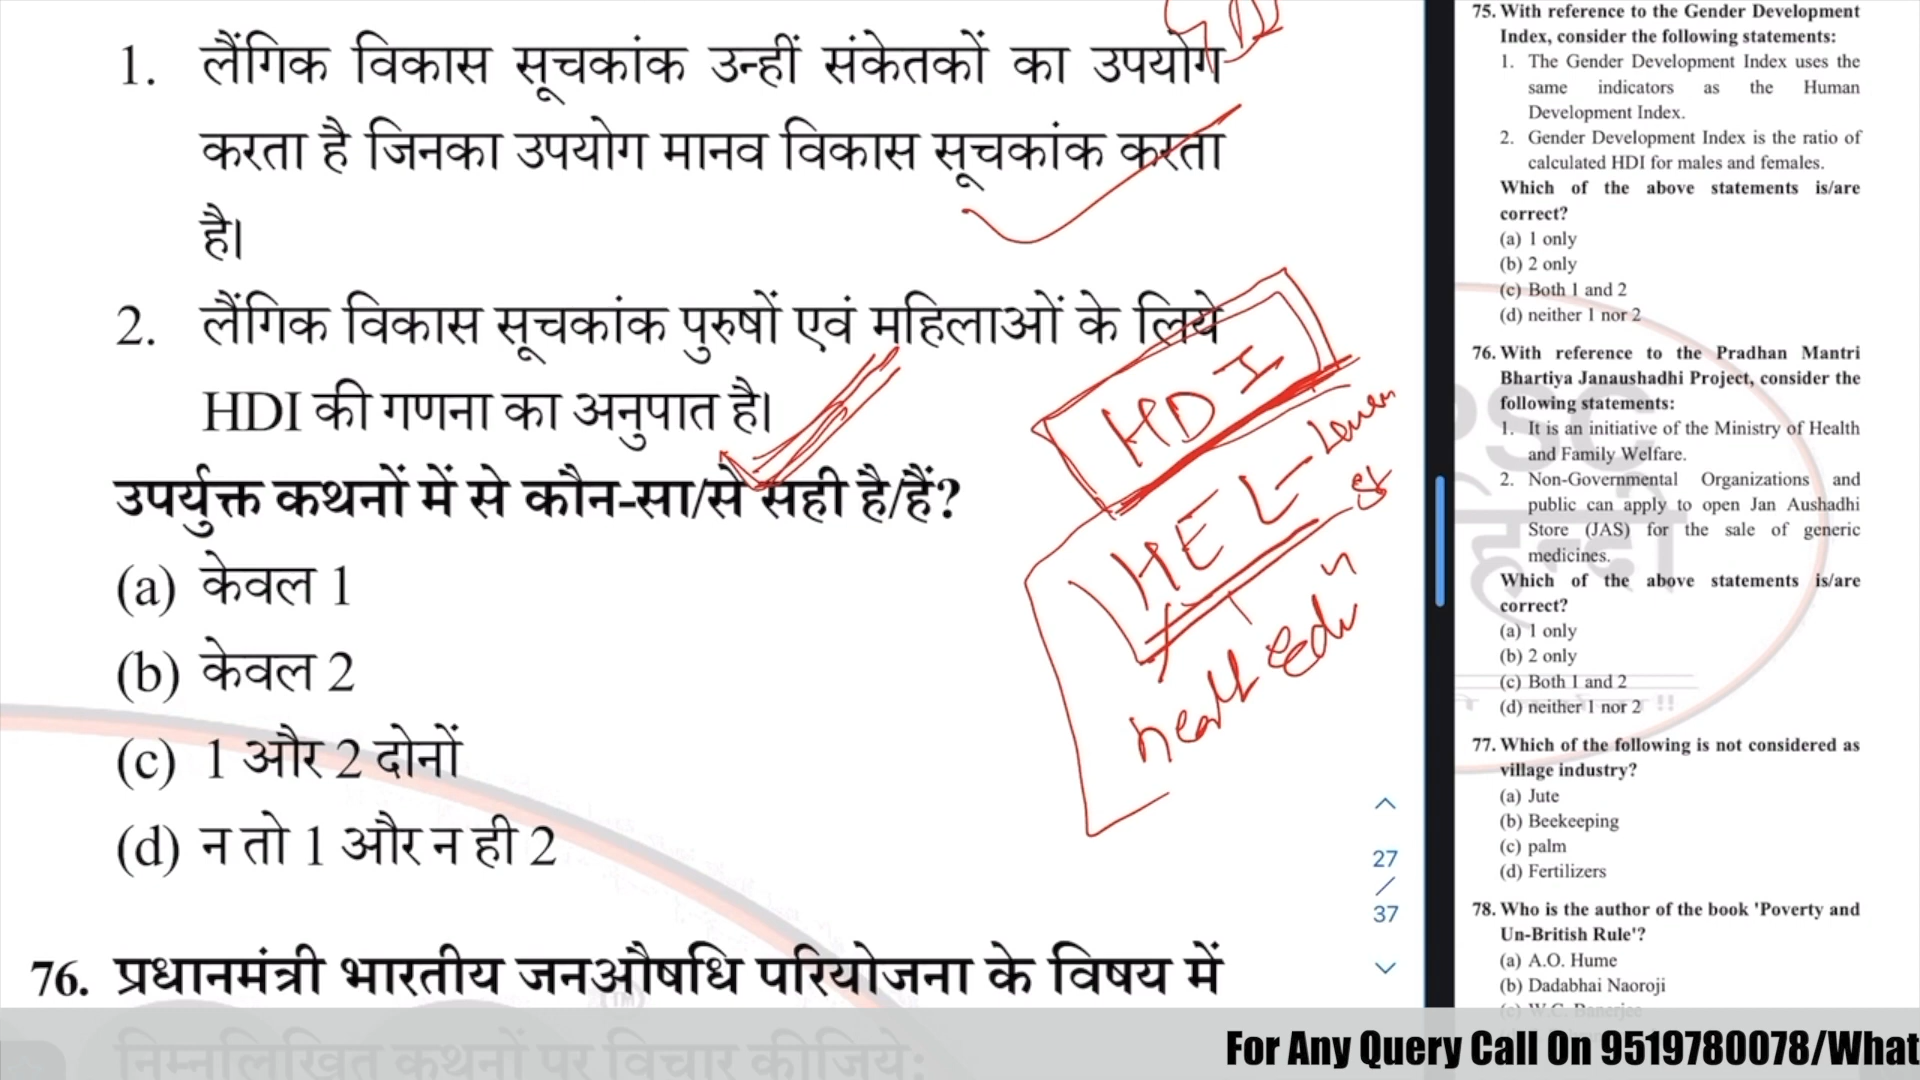 1. लैंगिक विकास सूचकांक उन्हीं संकेतकों का उपयोग
करता है जिनका उपयोग मानव विकास सूचकांक करता
है।
2. लैंगिक विकास सूचकांक पुरुषों एवं महिलाओं के लिये
HDI की गणना का अनुपात है।
उपर्युक्त कथनों में से कौन-सा/से सही है/हैं?
(a) केवल 1
(b) केवल 2
(c) 1 और 2 दोनों
(d) न तो 1 और न ही 2
76. प्रधानमंत्री भारतीय जनऔषधि परियोजना के विषय में
निम्नलिखित कथनों पर विचार कीजिये:
HDI
HEL
health Edu
27
/
37
75. With reference to the Gender Development
Index, consider the following statements:
1. The Gender Development Index uses the
same indicators as the Human
Development Index.
2. Gender Development Index is the ratio of
calculated HDI for males and females.
Which of the above statements is/are
correct?
(a) 1 only
(b) 2 only
(c) Both 1 and 2
(d) neither 1 nor 2
76. With reference to the Pradhan Mantri
Bhartiya Janaushadhi Project, consider the
following statements:
1. It is an initiative of the Ministry of Health
and Family Welfare.
2. Non-Governmental Organizations and
public can apply to open Jan Aushadhi
Store (JAS) for the sale of generic
medicines.
Which of the above statements is/are
correct?
(a) 1 only
(b) 2 only
(c) Both 1 and 2
(d) neither 1 nor 2
77. Which of the following is not considered as
village industry?
(a) Jute
(b) Beekeeping
(c) palm
(d) Fertilizers
78. Who is the author of the book 'Poverty and
Un-British Rule'?
(a) A.O. Hume
(b) Dadabhai Naoroji
(c) W.C. Banerjee
हिन्दी
For Any Query Call On 9519780078/What